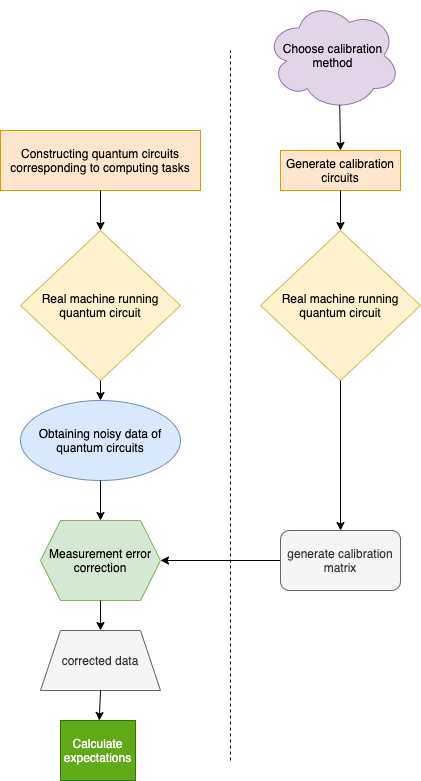 Choose calibration
method
Constructing quantum circuits
corresponding to computing tasks
Generate calibration
circuits
Real machine running
quantum circuit
Real machine running
quantum circuit
Obtaining noisy data of
quantum circuits
Measurement error
correction
generate calibration
matrix
corrected data
Calculate
expectations